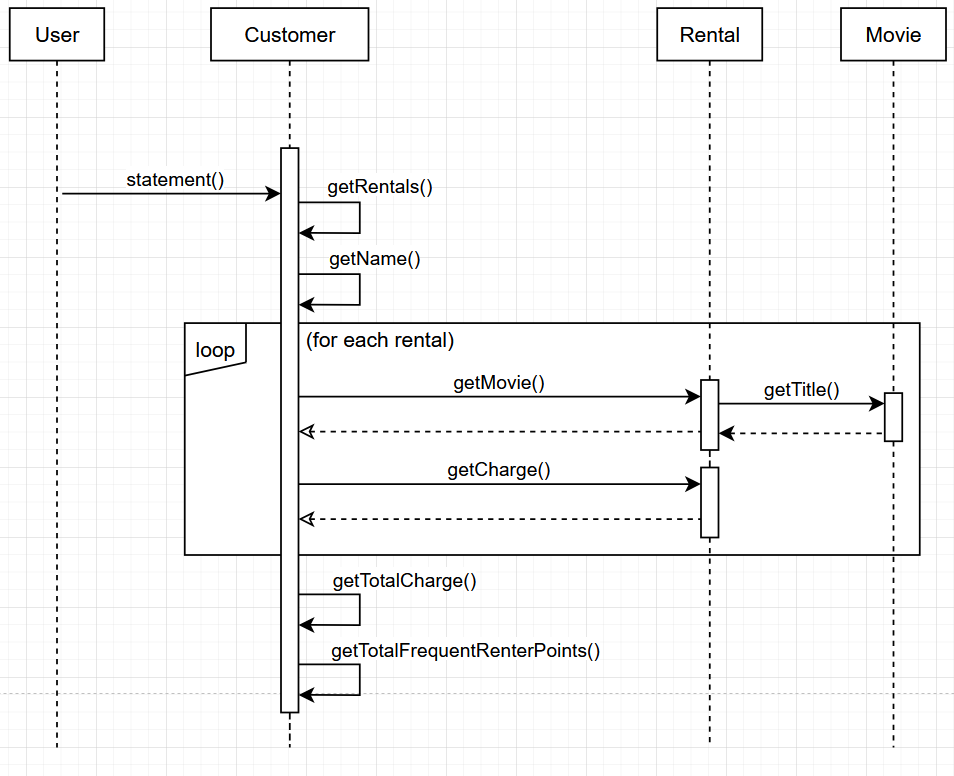 User
Customer
Rental
Movie
statement()
getRentals()
getName()
loop
(for each rental)
getMovie()
getTitle()
getCharge()
getTotalCharge()
getTotalFrequentRenterPoints()